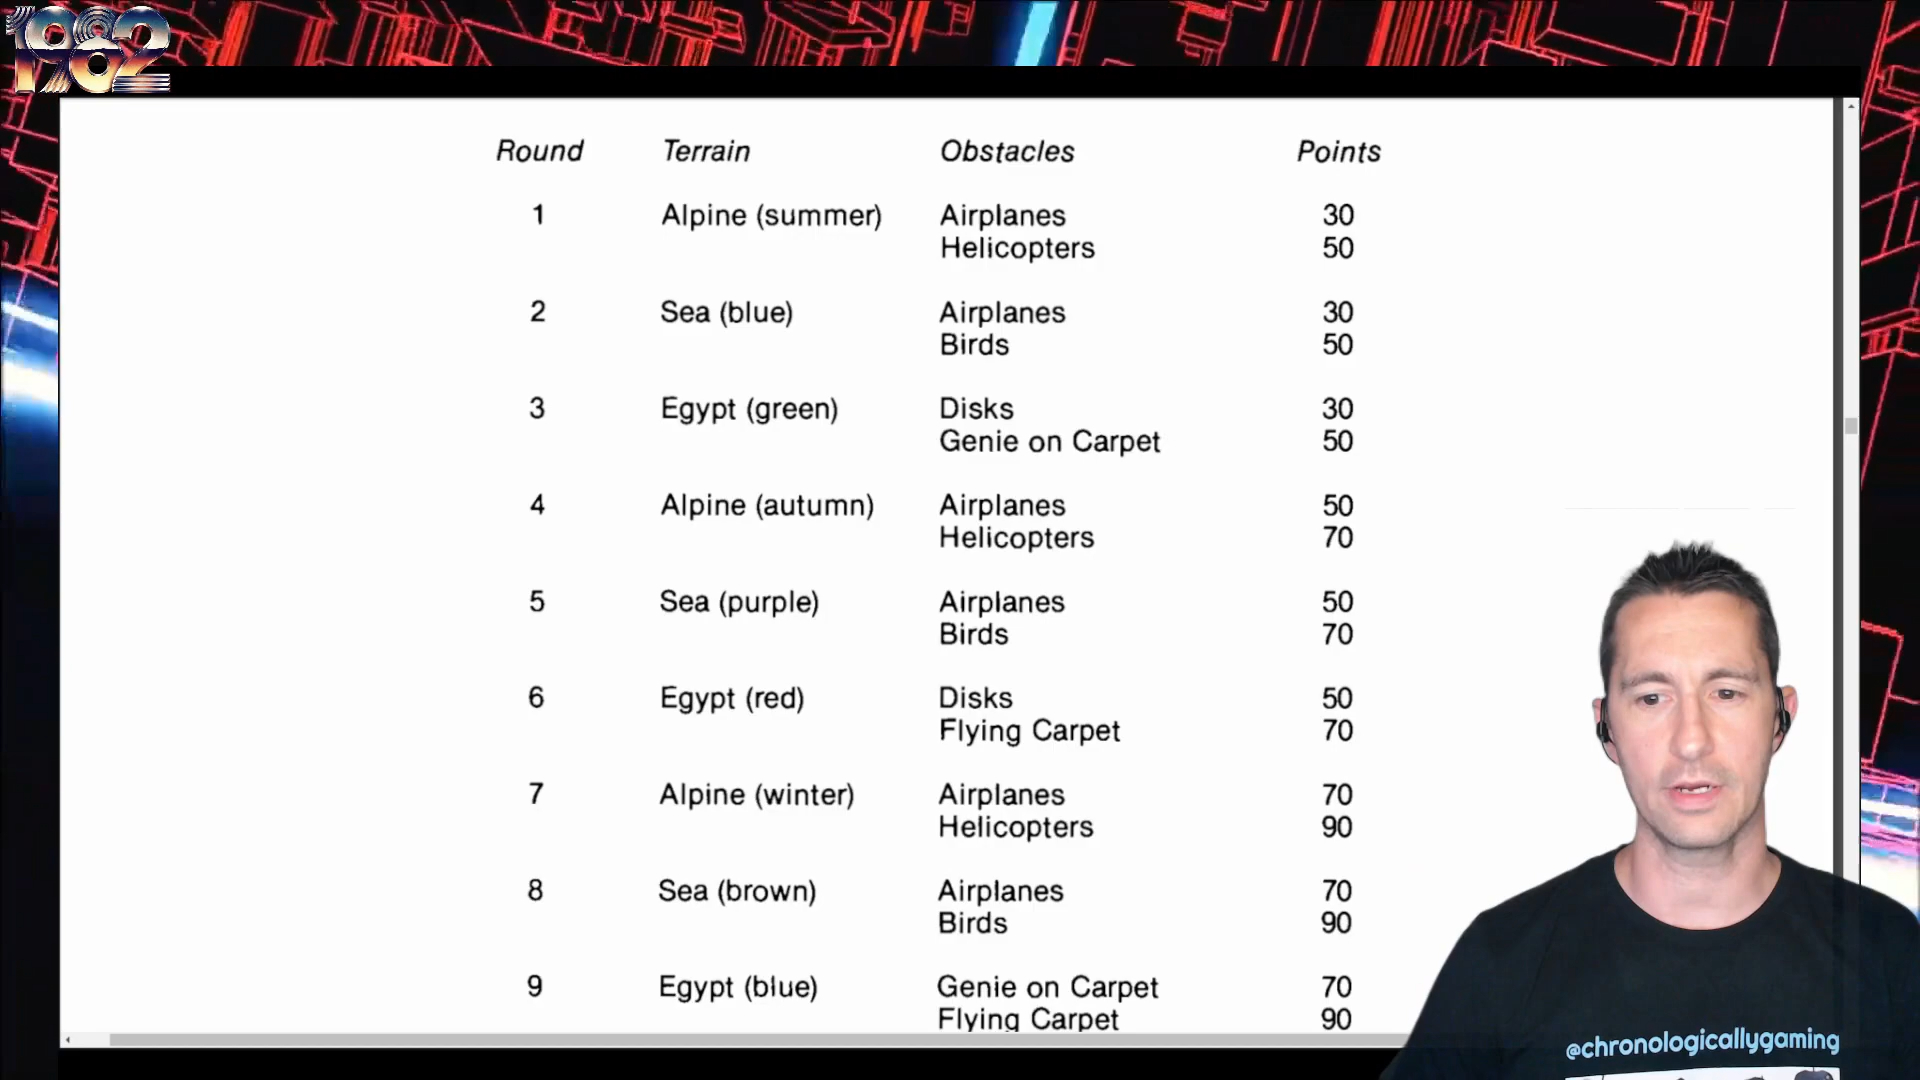 1982
Round Terrain Obstacles Points
1 Alpine (summer) Airplanes 30
Helicopters 50
2 Sea (blue) Airplanes 30
Birds 50
3 Egypt (green) Disks 30
Genie on Carpet 50
4 Alpine (autumn) Airplanes 50
Helicopters 70
5 Sea (purple) Airplanes 50
Birds 70
6 Egypt (red) Disks 50
Flying Carpet 70
7 Alpine (winter) Airplanes 70
Helicopters 90
8 Sea (brown) Airplanes 70
Birds 90
9 Egypt (blue) Genie on Carpet 70
Flying Carpet 90
@chronologicallygaming